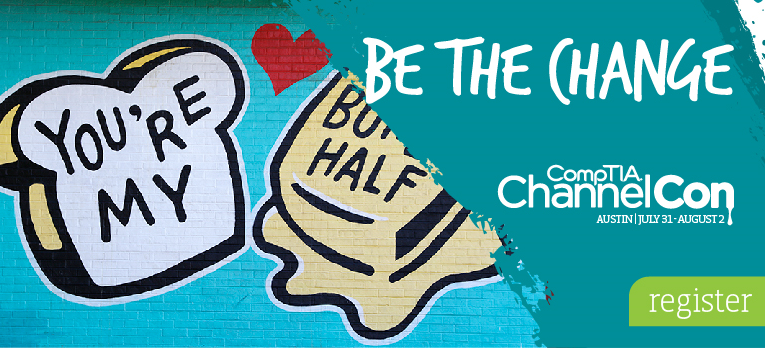 YOU'RE
MY
HALF
BE THE CHANGE
CompTIA.
ChannelCon
AUSTIN | JULY 31 - AUGUST 2
register